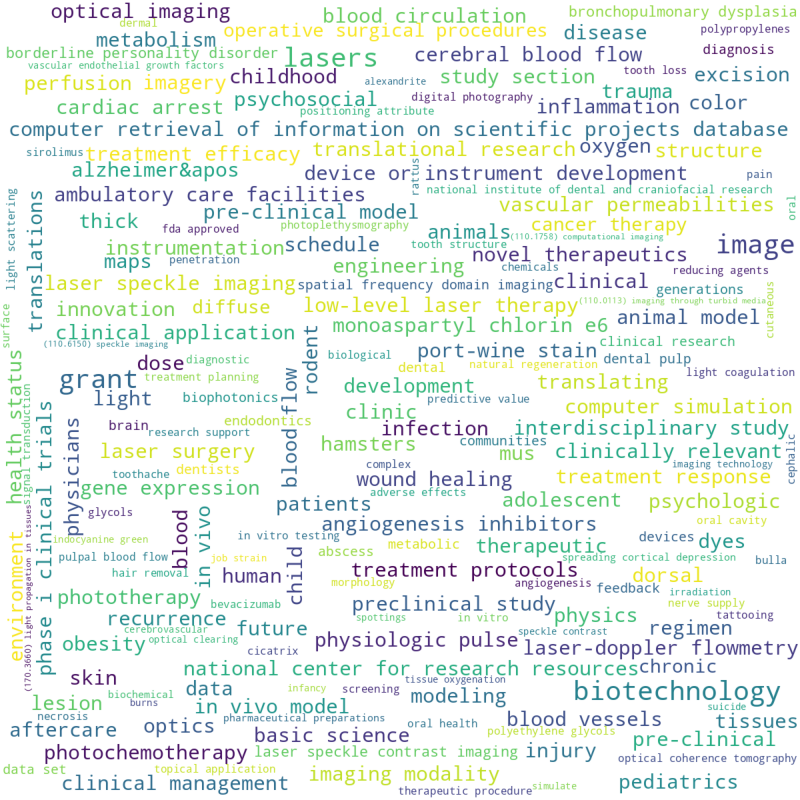 optical imaging
blood circulation
bronchopulmonary dysplasia
dermal
metabolism
operative surgical procedures
disease
polypropylenes
borderline personality disorder
lasers
cerebral blood flow
diagnosis
vascular endothelial growth factors
perfusion imagery
childhood
alexandrite
study section
tooth loss
excision
cardiac arrest
psychosocial
digital photography
positioning attribute
inflammation
trauma
color
computer retrieval of information on scientific projects database
sirolimus
treatment efficacy
translational research
oxygen
structure
alzheimer&apos
device or instrument development
pain
rattus
light scattering
translations
ambulatory care facilities
national institute of dental and craniofacial research
vascular permeabilities
oral
thick
pre-clinical model
fda approved
photoplethysmography
animals
cancer therapy
(110.1758) computational imaging
image
instrumentation
schedule
tooth structure
novel therapeutics
maps
penetration
engineering
chemicals
reducing agents
laser speckle imaging
spatial frequency domain imaging
clinical
generations
cutaneous
innovation
diffuse
low-level laser therapy
(110.0113) imaging through turbid media
animal model
surface
clinical application
monoaspartyl chlorin e6
(110.6150) speckle imaging
rodent
clinical research
dose
diagnostic
biological
port-wine stain
dental pulp
health status
grant
treatment planning
dental
natural regeneration
light coagulation
signal transduction
light
biophotonics
development
translating
predictive value
phase i clinical trials
physicians
brain
endodontics
blood flow
clinic
computer simulation
research support
infection
interdisciplinary study
laser surgery
hamsters
communities
mus
clinically relevant
toothache
dentists
complex
imaging technology
cephalic
gene expression
wound healing
treatment response
adverse effects
glycols
patients
adolescent
psychologic
blood
in vivo
angiogenesis inhibitors
oral cavity
environment
(170.3660) light propagation in tissues
indocyanine green
in vitro testing
metabolic
therapeutic
devices
dyes
pulpal blood flow
job strain
abscess
spreading cortical depression
bulla
hair removal
human
child
treatment protocols
dorsal
morphology
angiogenesis
feedback
irradiation
phototherapy
bevacizumab
preclinical study
nerve supply
recurrence
spottings
in vitro
physics
tattooing
cerebrovascular
future
speckle contrast
regimen
obesity
optical clearing
cicatrix
physiologic pulse
laser-doppler flowmetry
skin
national center for research resources
chronic
data
tissue oxygenation
biochemical
infancy
screening
modeling
biotechnology
lesion
burns
in vivo model
suicide
necrosis
pharmaceutical preparations
oral health
blood vessels
tissues
aftercare
optics
basic science
polyethylene glycols
pre-clinical
photochemotherapy
laser speckle contrast imaging
injury
optical coherence tomography
data set
topical application
imaging modality
clinical management
therapeutic procedure
simulate
pediatrics